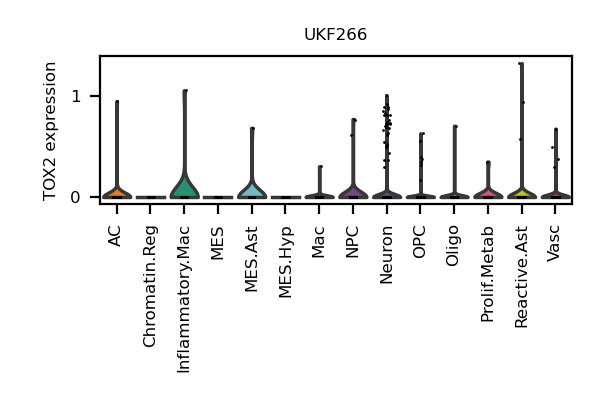 UKF266
TOX2 expression
1
0
AC
Chromatin.Reg
Inflammatory.Mac
MES
MES.Ast
MES.Hyp
Mac
NPC
Neuron
OPC
Oligo
Prolif.Metab
Reactive.Ast
Vasc